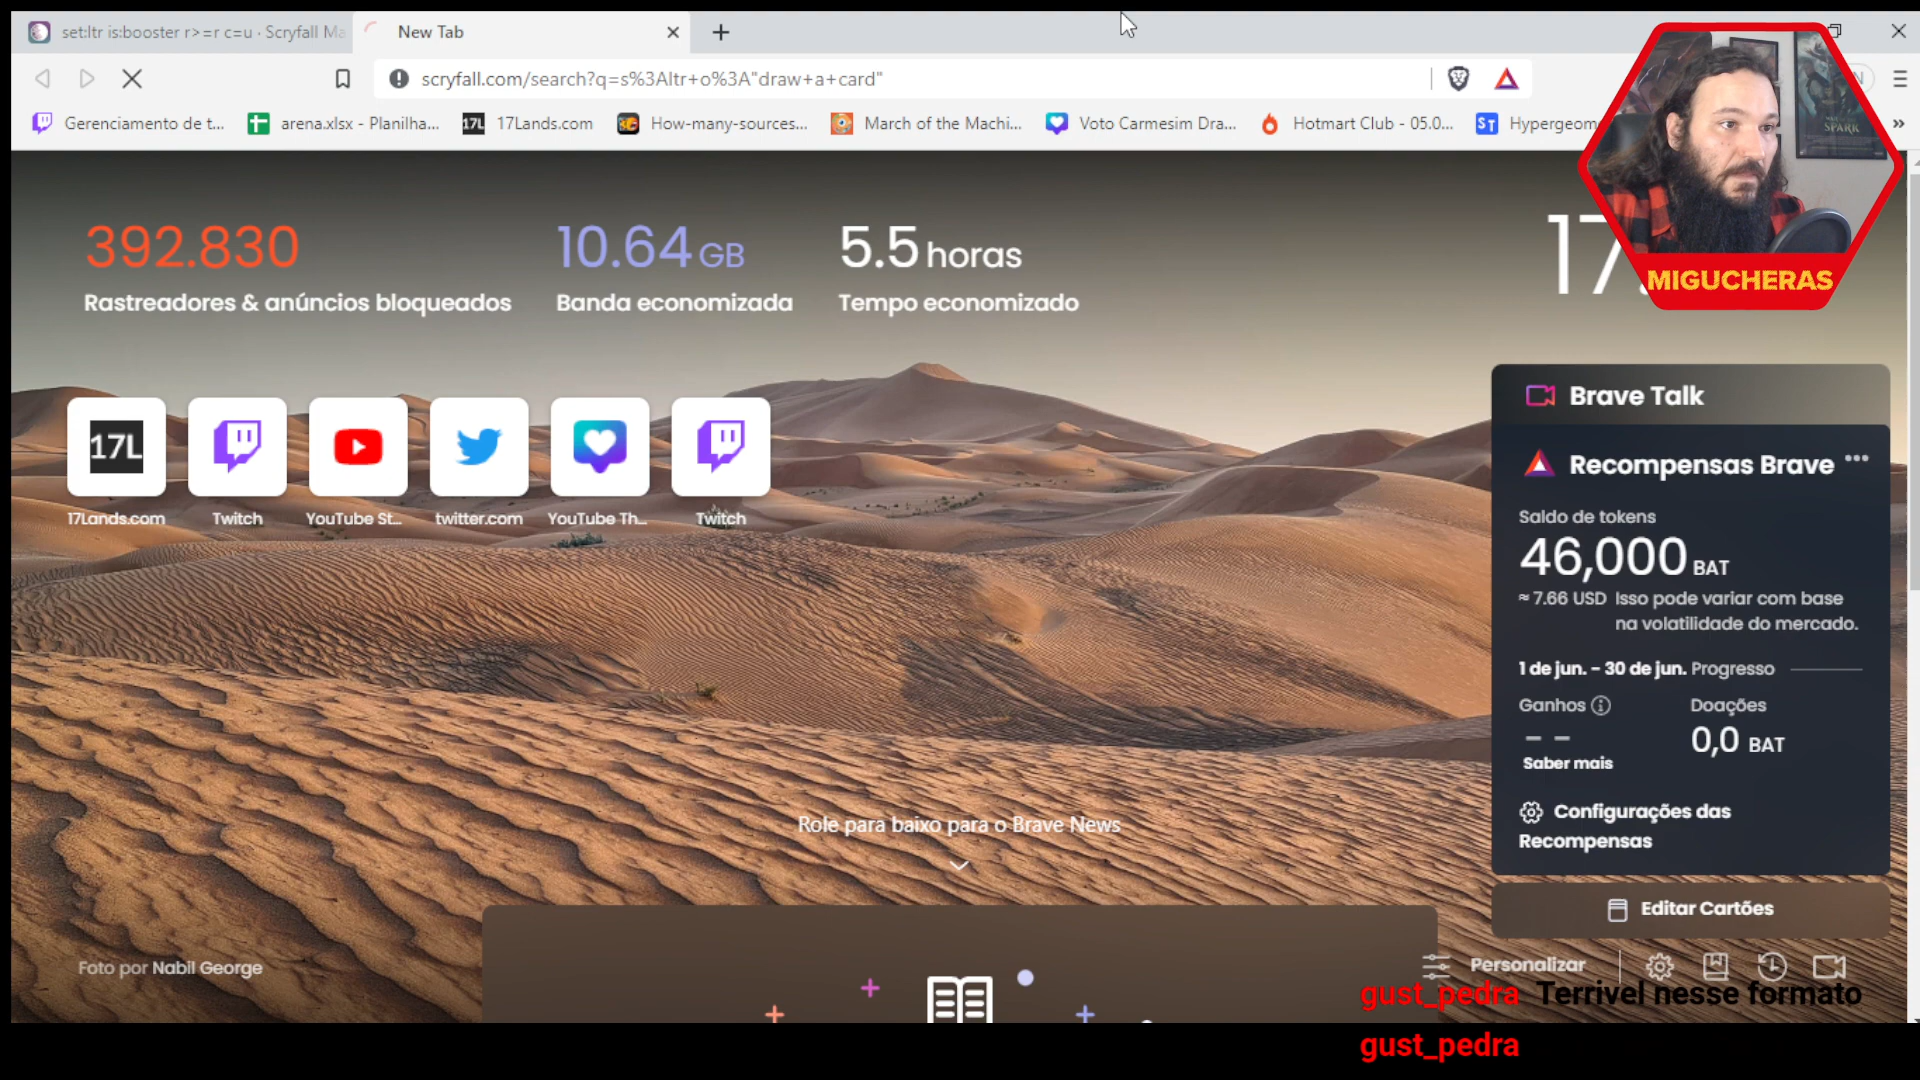 set:ltr is:booster r>=r c=u · Scryfall Ma
New Tab
scryfall.com/search?q=s%3Altr+o%3A"draw+a+card"
N
Gerenciamento de t...
arena.xlsx - Planilha...
17L
17Lands.com
How-many-sources...
March of the Machi...
Voto Carmesim Dra...
Hotmart Club - 05.0...
ST
Hypergeom
SPARK
392.830
Rastreadores & anúncios bloqueados
10.64 GB
Banda economizada
5.5 horas
Tempo economizado
17
MIGUCHERAS
17L
17Lands.com
Twitch
YouTube St...
twitter.com
YouTube Th...
Twitch
Brave Talk
Recompensas Brave
Saldo de tokens
46,000 BAT
≈ 7.66 USD Isso pode variar com base
na volatilidade do mercado.
1 de jun. - 30 de jun. Progresso
Ganhos
Doações
– –
0,0 BAT
Saber mais
Configurações das
Recompensas
Role para baixo para o Brave News
Editar Cartões
Foto por Nabil George
Personalizar
gust_pedra Terrivel nesse formato
gust_pedra